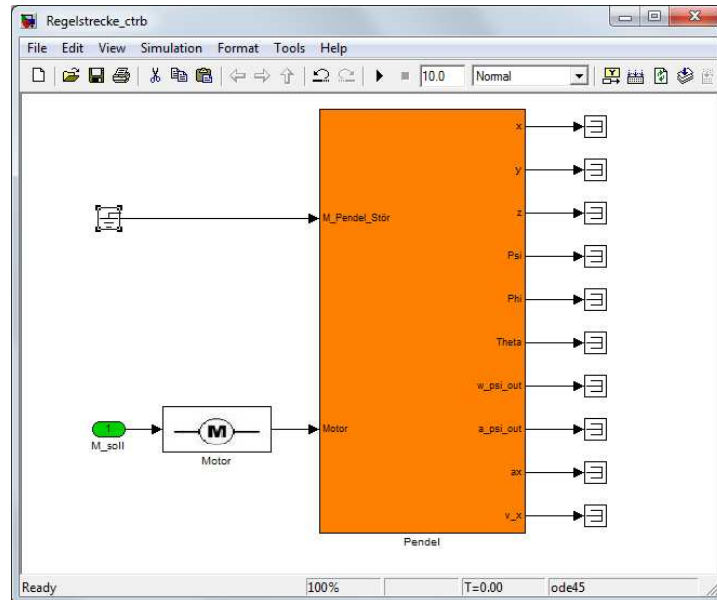 Regelstrecke_ctrb
File Edit View Simulation Format Tools Help
10.0 Normal
x
y
z
M_Pendel_Stör
Psi
Phi
Theta
w_psi_out
1
M
Motor
a_psi_out
M_soll
Motor
ax
v_x
Pendel
Ready 100% T=0.00 ode45